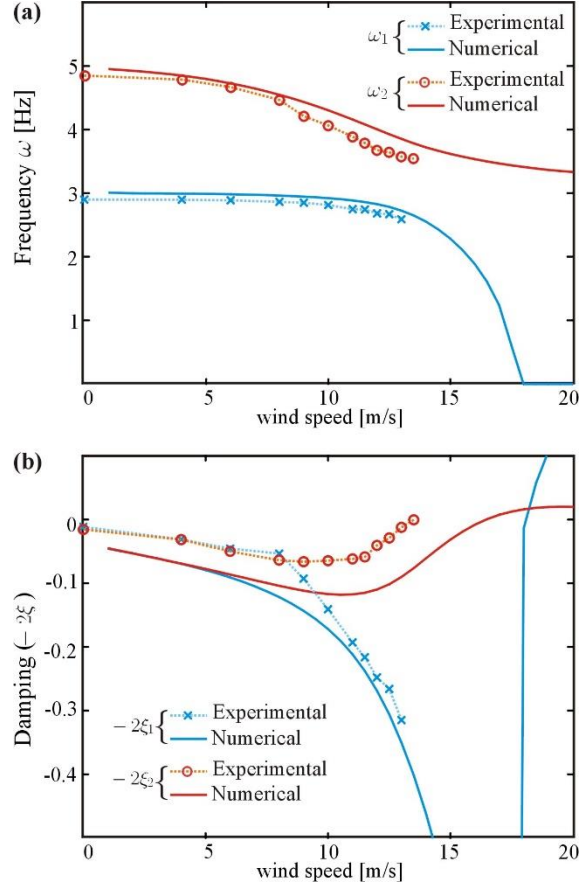 (a)
ω₁ { Experimental
Numerical
ω₂ { Experimental
Numerical
Frequency ω [Hz]
5
4
3
2
1
0 5 10 15 20
wind speed [m/s]
(b)
Damping (− 2ξ)
0
-0.1
-0.2
-0.3
-0.4
− 2ξ₁ { Experimental
Numerical
− 2ξ₂ { Experimental
Numerical
0 5 10 15 20
wind speed [m/s]